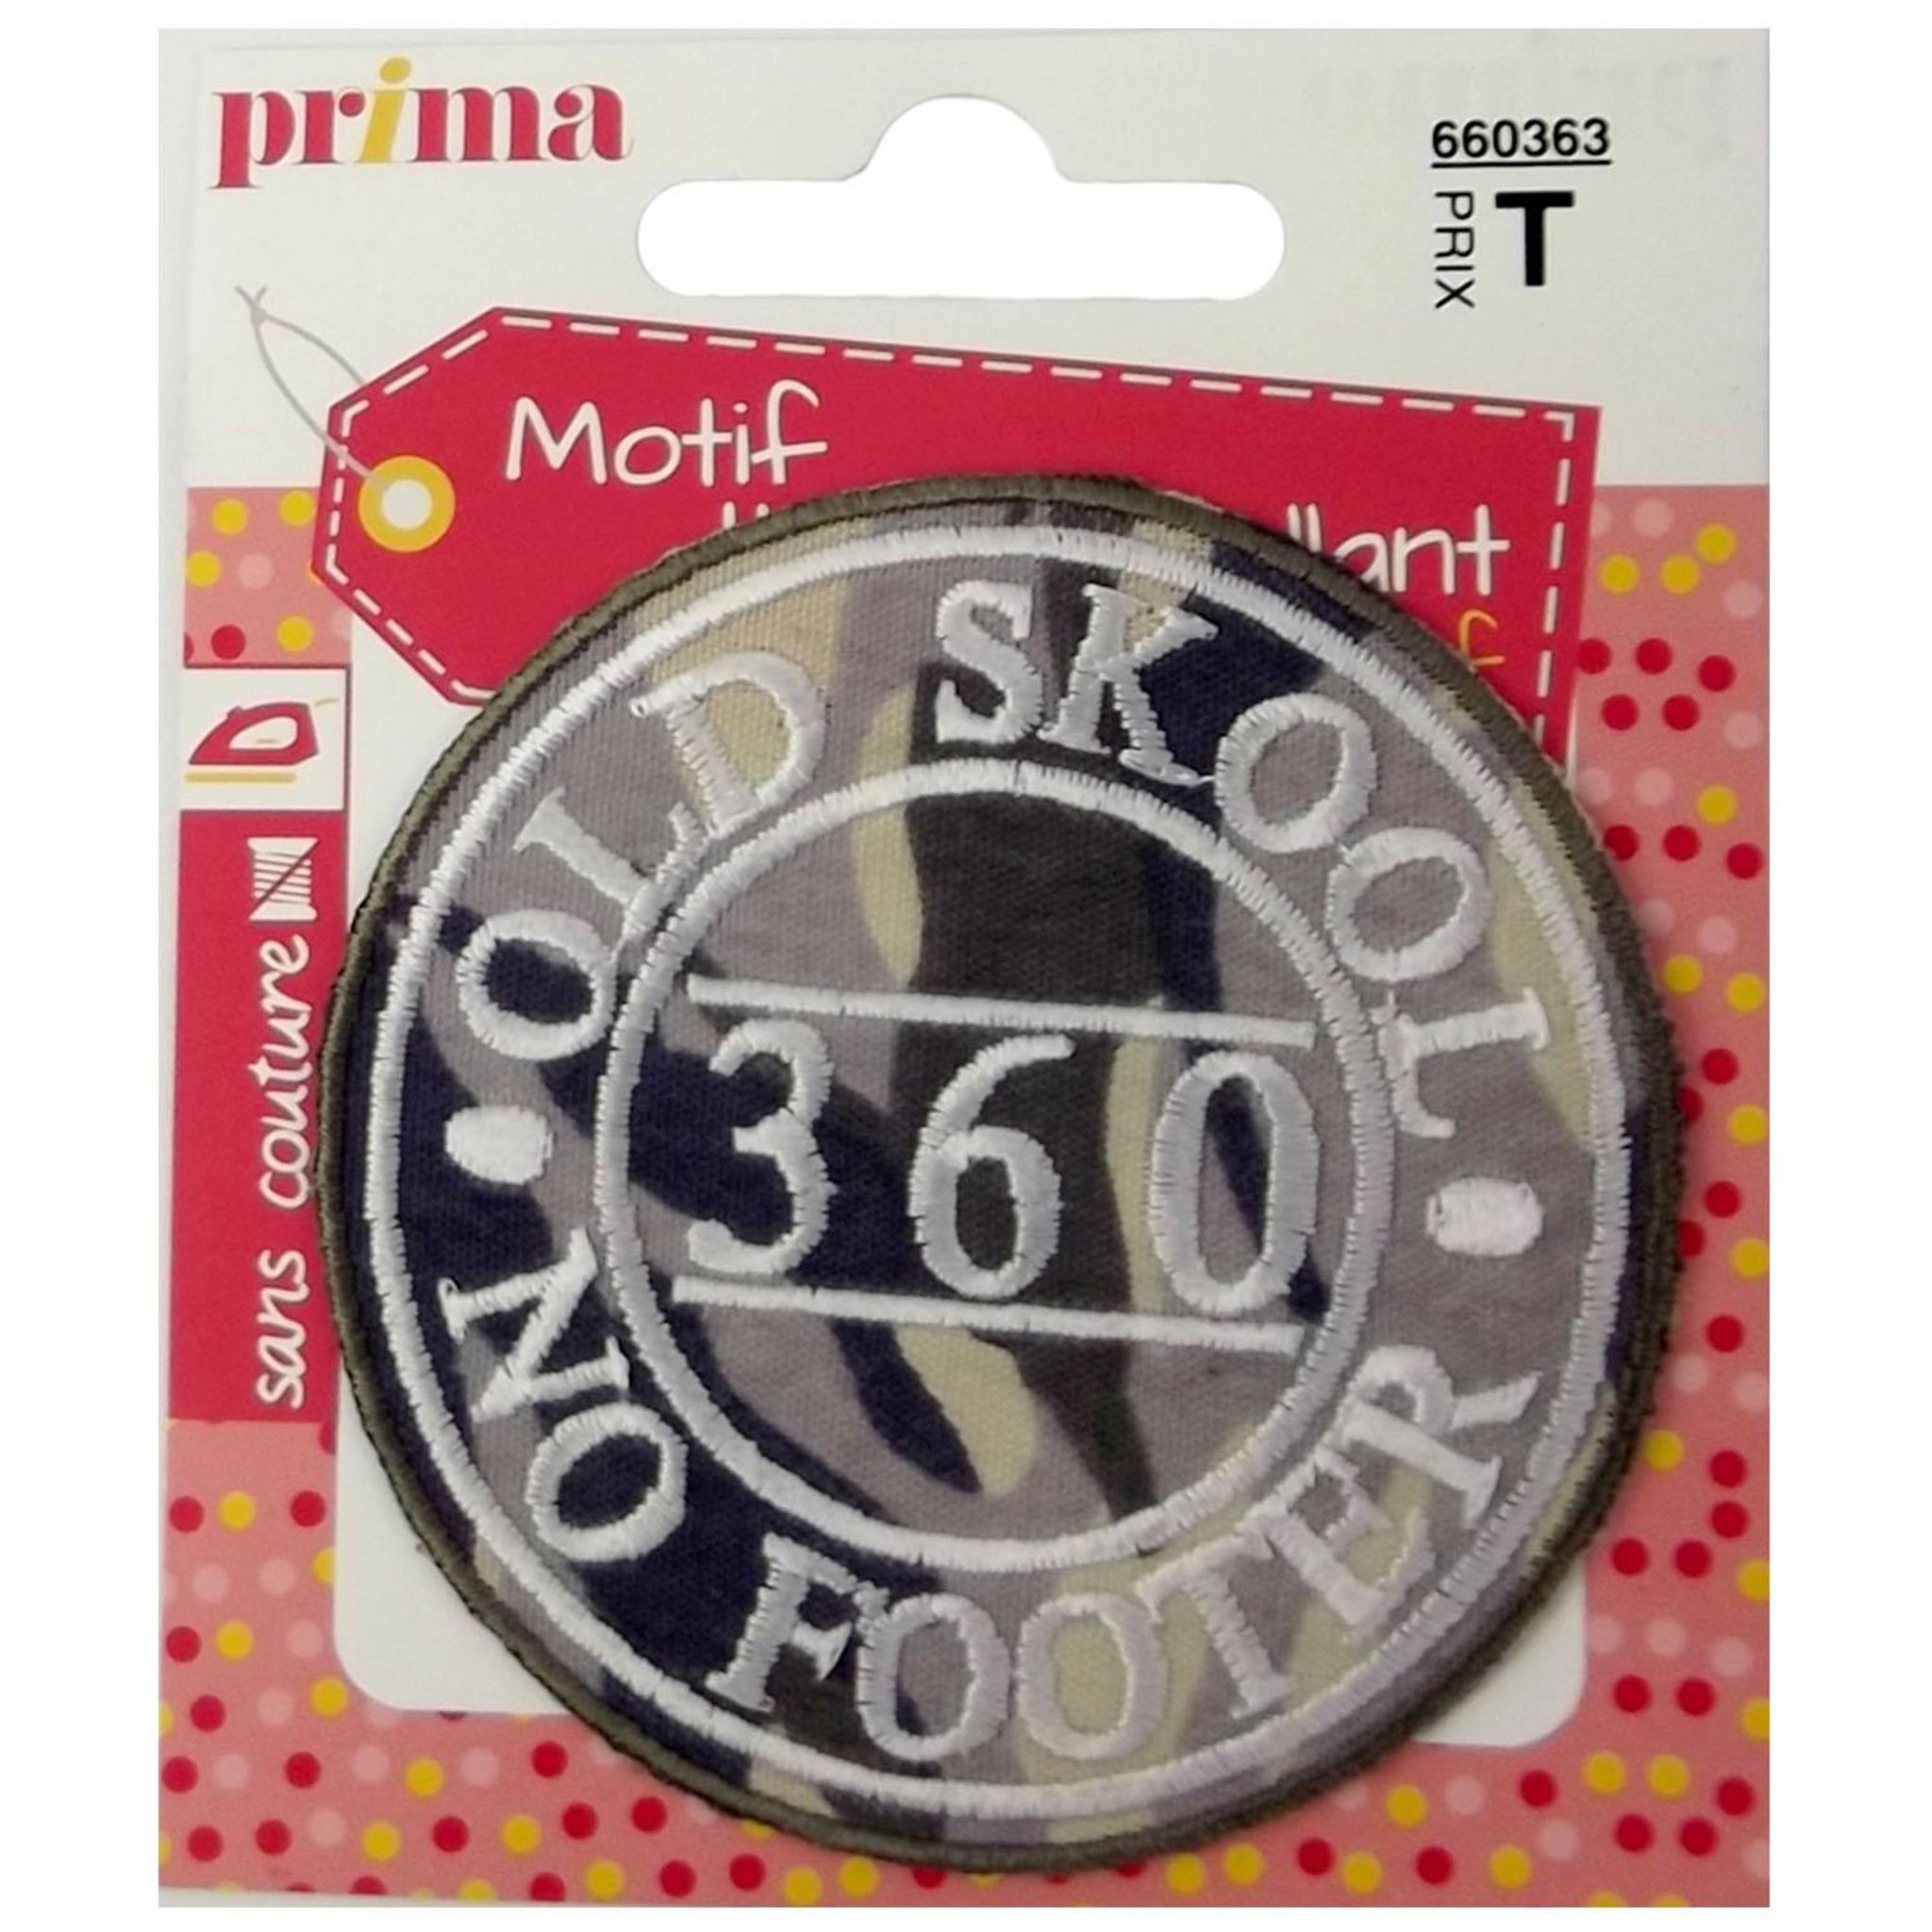 prima
660363
PRIX T
Motif
OLD SKOOL
360
NO FOOTER
sans couture